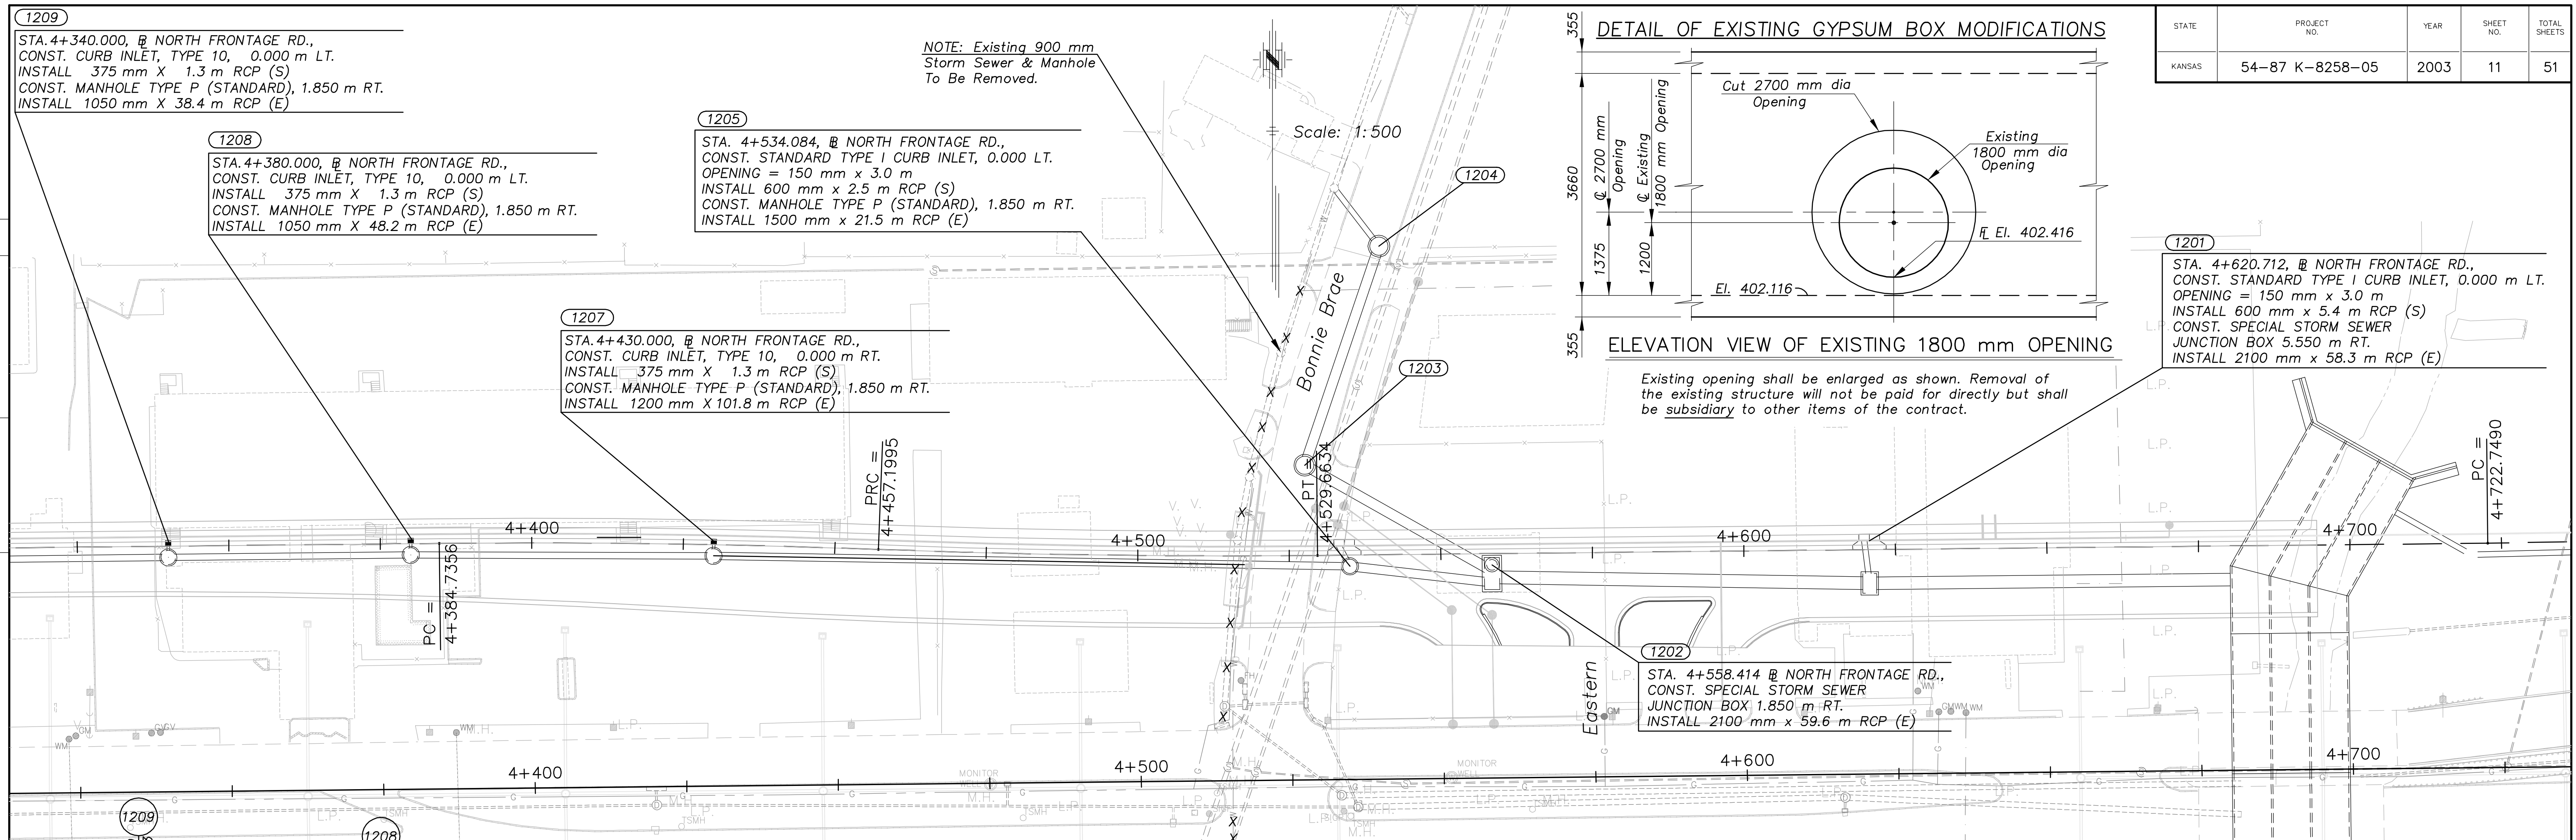 1209
STA.4+340.000, ℄ NORTH FRONTAGE RD.,
CONST. CURB INLET, TYPE 10, 0.000 m LT.
INSTALL 375 mm X 1.3 m RCP (S)
CONST. MANHOLE TYPE P (STANDARD), 1.850 m RT.
INSTALL 1050 mm X 38.4 m RCP (E)
1208
STA.4+380.000, ℄ NORTH FRONTAGE RD.,
CONST. CURB INLET, TYPE 10, 0.000 m LT.
INSTALL 375 mm X 1.3 m RCP (S)
CONST. MANHOLE TYPE P (STANDARD), 1.850 m RT.
INSTALL 1050 mm X 48.2 m RCP (E)
1207
STA.4+430.000, ℄ NORTH FRONTAGE RD.,
CONST. CURB INLET, TYPE 10, 0.000 m RT.
INSTALL 375 mm X 1.3 m RCP (S)
CONST. MANHOLE TYPE P (STANDARD), 1.850 m RT.
INSTALL 1200 mm X 101.8 m RCP (E)
1205
STA. 4+534.084, ℄ NORTH FRONTAGE RD.,
CONST. STANDARD TYPE I CURB INLET, 0.000 LT.
OPENING = 150 mm x 3.0 m
INSTALL 600 mm x 2.5 m RCP (S)
CONST. MANHOLE TYPE P (STANDARD), 1.850 m RT.
INSTALL 1500 mm x 21.5 m RCP (E)
NOTE: Existing 900 mm
Storm Sewer & Manhole
To Be Removed.
Scale: 1:500
1204
1203
Bonnie Brae
DETAIL OF EXISTING GYPSUM BOX MODIFICATIONS
355
3660
355
1375
1200
℄ 2700 mm
Opening
℄ Existing
1800 mm Opening
Cut 2700 mm dia
Opening
Existing
1800 mm dia
Opening
FL El. 402.416
El. 402.116
ELEVATION VIEW OF EXISTING 1800 mm OPENING
Existing opening shall be enlarged as shown. Removal of
the existing structure will not be paid for directly but shall
be subsidiary to other items of the contract.
STATE
PROJECT
NO.
YEAR
SHEET
NO.
TOTAL
SHEETS
KANSAS
54-87 K-8258-05
2003
11
51
1201
STA. 4+620.712, ℄ NORTH FRONTAGE RD.,
CONST. STANDARD TYPE I CURB INLET, 0.000 m LT.
OPENING = 150 mm x 3.0 m
INSTALL 600 mm x 5.4 m RCP (S)
CONST. SPECIAL STORM SEWER
JUNCTION BOX 5.550 m RT.
INSTALL 2100 mm x 58.3 m RCP (E)
1202
STA. 4+558.414 ℄ NORTH FRONTAGE RD.,
CONST. SPECIAL STORM SEWER
JUNCTION BOX 1.850 m RT.
INSTALL 2100 mm x 59.6 m RCP (E)
Eastern
PC =
4+384.7356
PRC =
4+457.1995
PT =
4+529.6634
PC =
4+722.7490
4+400
4+500
4+600
4+700
4+400
4+500
4+600
4+700
MONITOR
WELL
MONITOR
WELL
1209
1208